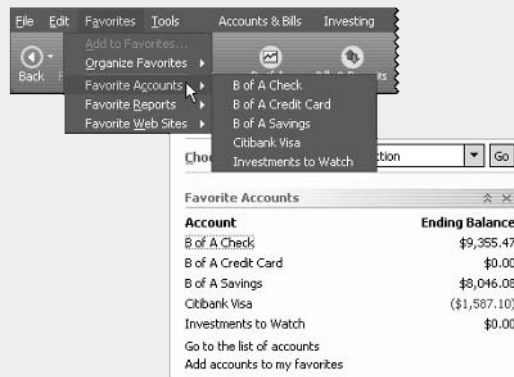 File Edit Favorites Tools Accounts & Bills Investing
Add to Favorites...
Back
Organize Favorites
Favorite Accounts
Favorite Reports
Favorite Web Sites
B of A Check
B of A Credit Card
B of A Savings
Citibank Visa
Investments to Watch
Go
Favorite Accounts
Account Ending Balance
B of A Check $9,355.47
B of A Credit Card $0.00
B of A Savings $8,046.08
Citibank Visa ($1,587.10)
Investments to Watch $0.00
Go to the list of accounts
Add accounts to my favorites